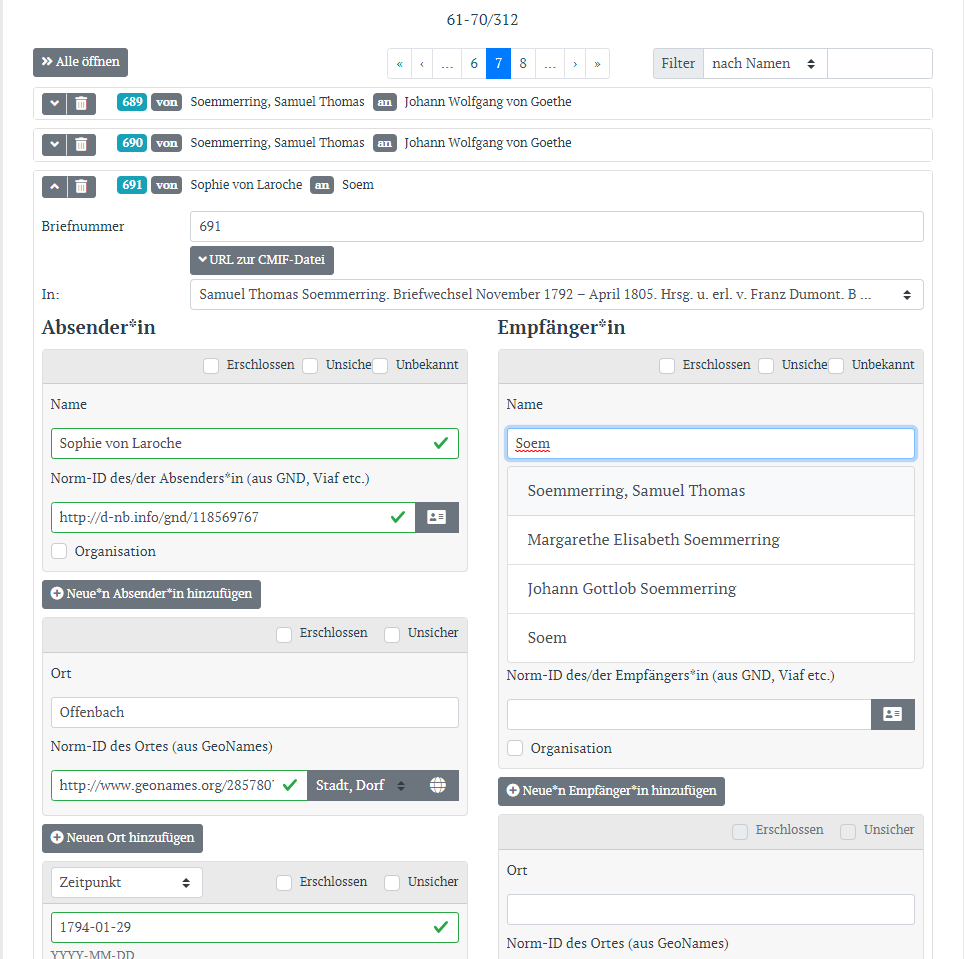 61-70/312
» Alle öffnen
« ‹ ... 6 7 8 ... › »
Filter nach Namen
689 von Soemmerring, Samuel Thomas an Johann Wolfgang von Goethe
690 von Soemmerring, Samuel Thomas an Johann Wolfgang von Goethe
691 von Sophie von Laroche an Soem
Briefnummer 691
URL zur CMIF-Datei
In: Samuel Thomas Soemmerring. Briefwechsel November 1792 – April 1805. Hrsg. u. erl. v. Franz Dumont. B ...
Absender*in
Erschlossen Unsiche Unbekannt
Name
Sophie von Laroche
Norm-ID des/der Absenders*in (aus GND, Viaf etc.)
http://d-nb.info/gnd/118569767
Organisation
Neue*n Absender*in hinzufügen
Erschlossen Unsicher
Ort
Offenbach
Norm-ID des Ortes (aus GeoNames)
http://www.geonames.org/285780 Stadt, Dorf
Neuen Ort hinzufügen
Zeitpunkt Erschlossen Unsicher
1794-01-29
YYYY-MM-DD
Empfänger*in
Erschlossen Unsiche Unbekannt
Name
Soem
Soemmerring, Samuel Thomas
Margarethe Elisabeth Soemmerring
Johann Gottlob Soemmerring
Soem
Norm-ID des/der Empfängers*in (aus GND, Viaf etc.)
Organisation
Neue*n Empfänger*in hinzufügen
Erschlossen Unsicher
Ort
Norm-ID des Ortes (aus GeoNames)